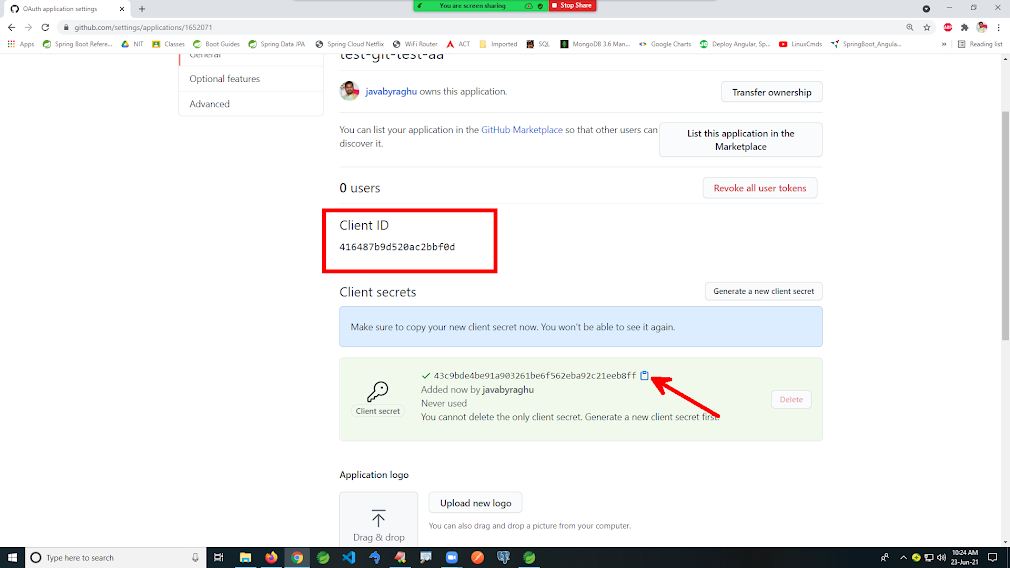 OAuth application settings
You are screen sharing
Stop Share
github.com/settings/applications/1652071
Apps
Spring Boot Refere...
NIT
Classes
Boot Guides
Spring Data JPA
Spring Cloud Netflix
WiFi Router
ACT
Imported
SQL
MongoDB 3.6 Man...
Google Charts
Deploy Angular, Sp...
LinuxCmds
SpringBoot_Angula...
»
Reading list
General
Optional features
Advanced
test-git-test-aa
javabyraghu owns this application.
Transfer ownership
You can list your application in the GitHub Marketplace so that other users can
discover it.
List this application in the
Marketplace
0 users
Revoke all user tokens
Client ID
416487b9d520ac2bbf0d
Client secrets
Generate a new client secret
Make sure to copy your new client secret now. You won't be able to see it again.
43c9bde4be91a903261be6f562eba92c21eeb8ff
Added now by javabyraghu
Never used
You cannot delete the only client secret. Generate a new client secret first.
Client secret
Delete
Application logo
Upload new logo
You can also drag and drop a picture from your computer.
Drag & drop
Type here to search
10:24 AM
23-Jun-21